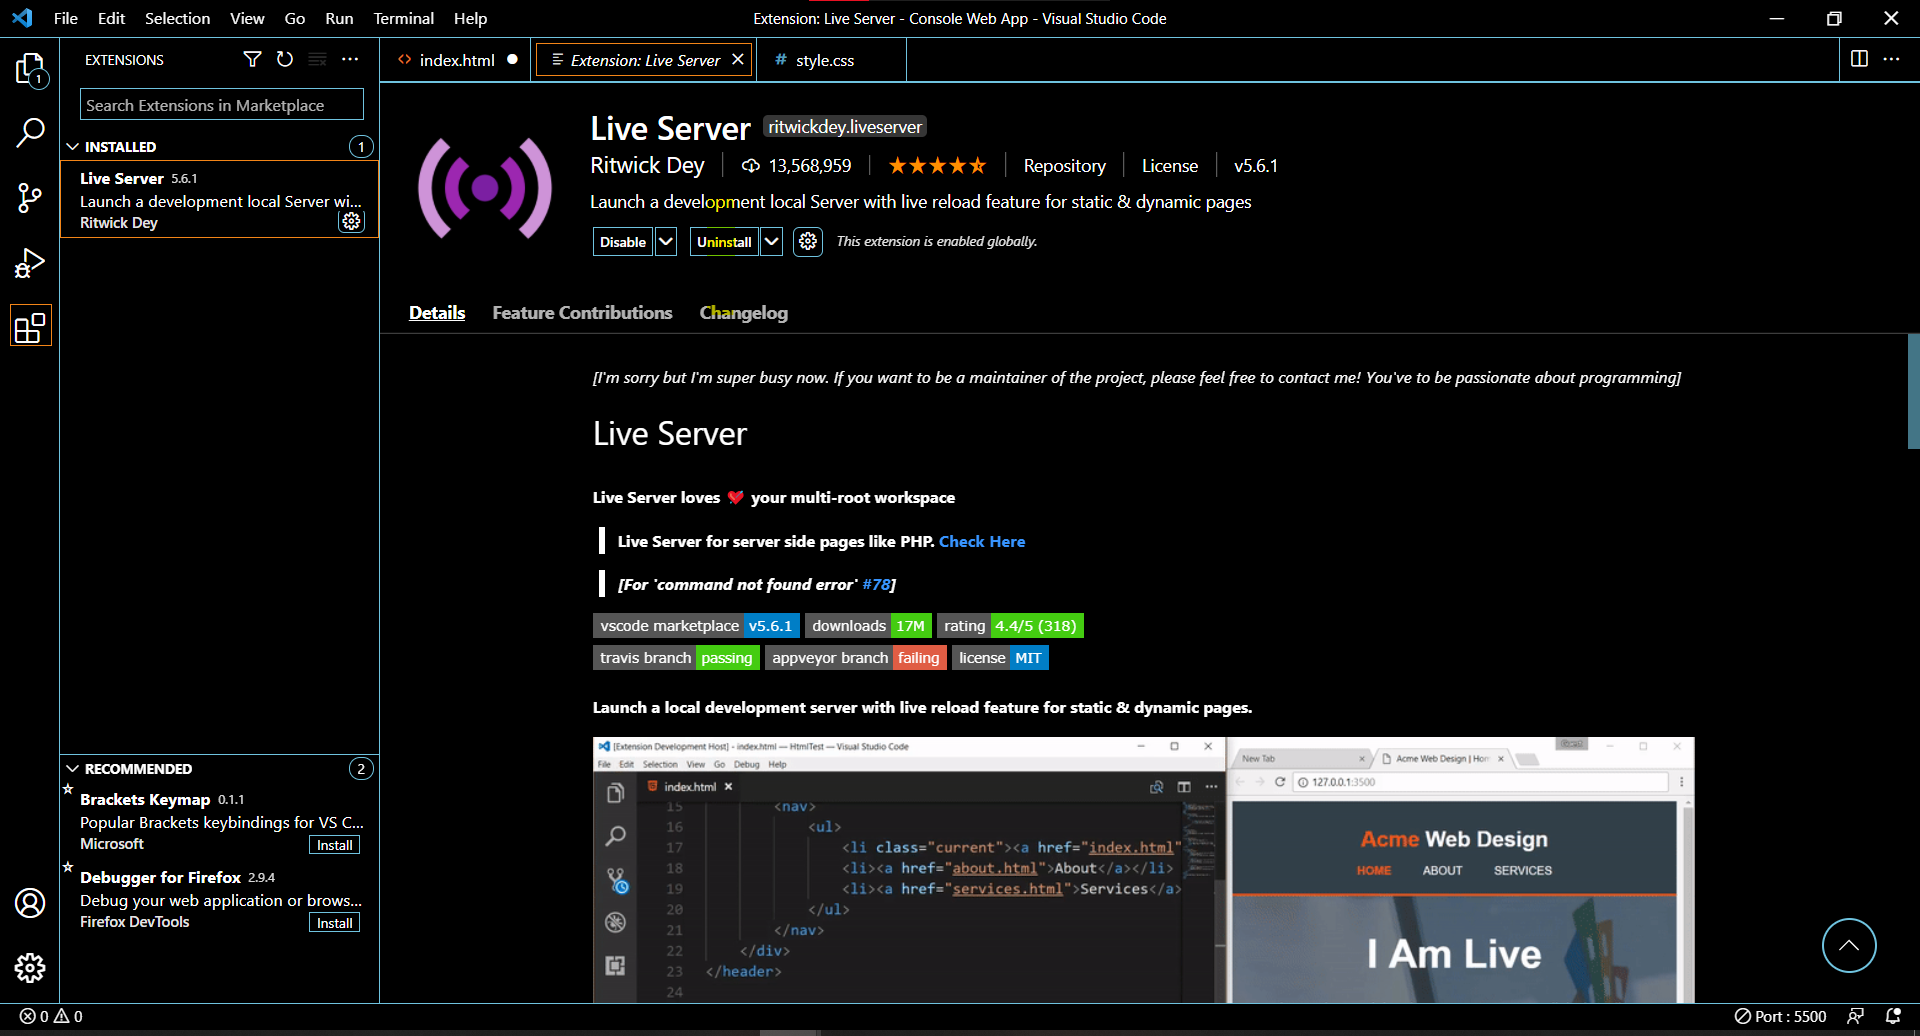 File Edit Selection View Go Run Terminal Help
Extension: Live Server - Console Web App - Visual Studio Code
1
EXTENSIONS
Search Extensions in Marketplace
INSTALLED 1
Live Server 5.6.1
Launch a development local Server wi...
Ritwick Dey
RECOMMENDED 2
Brackets Keymap 0.1.1
Popular Brackets keybindings for VS C...
Microsoft Install
Debugger for Firefox 2.9.4
Debug your web application or brows...
Firefox DevTools Install
index.html Extension: Live Server # style.css
Live Server ritwickdey.liveserver
Ritwick Dey 13,568,959 Repository License v5.6.1
Launch a development local Server with live reload feature for static & dynamic pages
Disable Uninstall This extension is enabled globally.
Details Feature Contributions Changelog
[I'm sorry but I'm super busy now. If you want to be a maintainer of the project, please feel free to contact me! You've to be passionate about programming]
Live Server
Live Server loves 💓 your multi-root workspace
Live Server for server side pages like PHP. Check Here
[For `command not found error` #78]
vscode marketplace v5.6.1 downloads 17M rating 4.4/5 (318)
travis branch passing appveyor branch failing license MIT
Launch a local development server with live reload feature for static & dynamic pages.
[Extension Development Host] - index.html — HtmlTest — Visual Studio Code
File Edit Selection View Go Debug Help
index.html
15 <nav>
16 <ul>
17 <li class="current"><a href="index.html"
18 <li><a href="about.html">About</a></li>
19 <li><a href="services.html">Services</a>
20 </ul>
21 </nav>
22 </div>
23 </header>
24
New Tab Acme Web Design | Hom
127.0.0.1:3500
Acme Web Design
HOME ABOUT SERVICES
I Am Live
0 0 Port : 5500